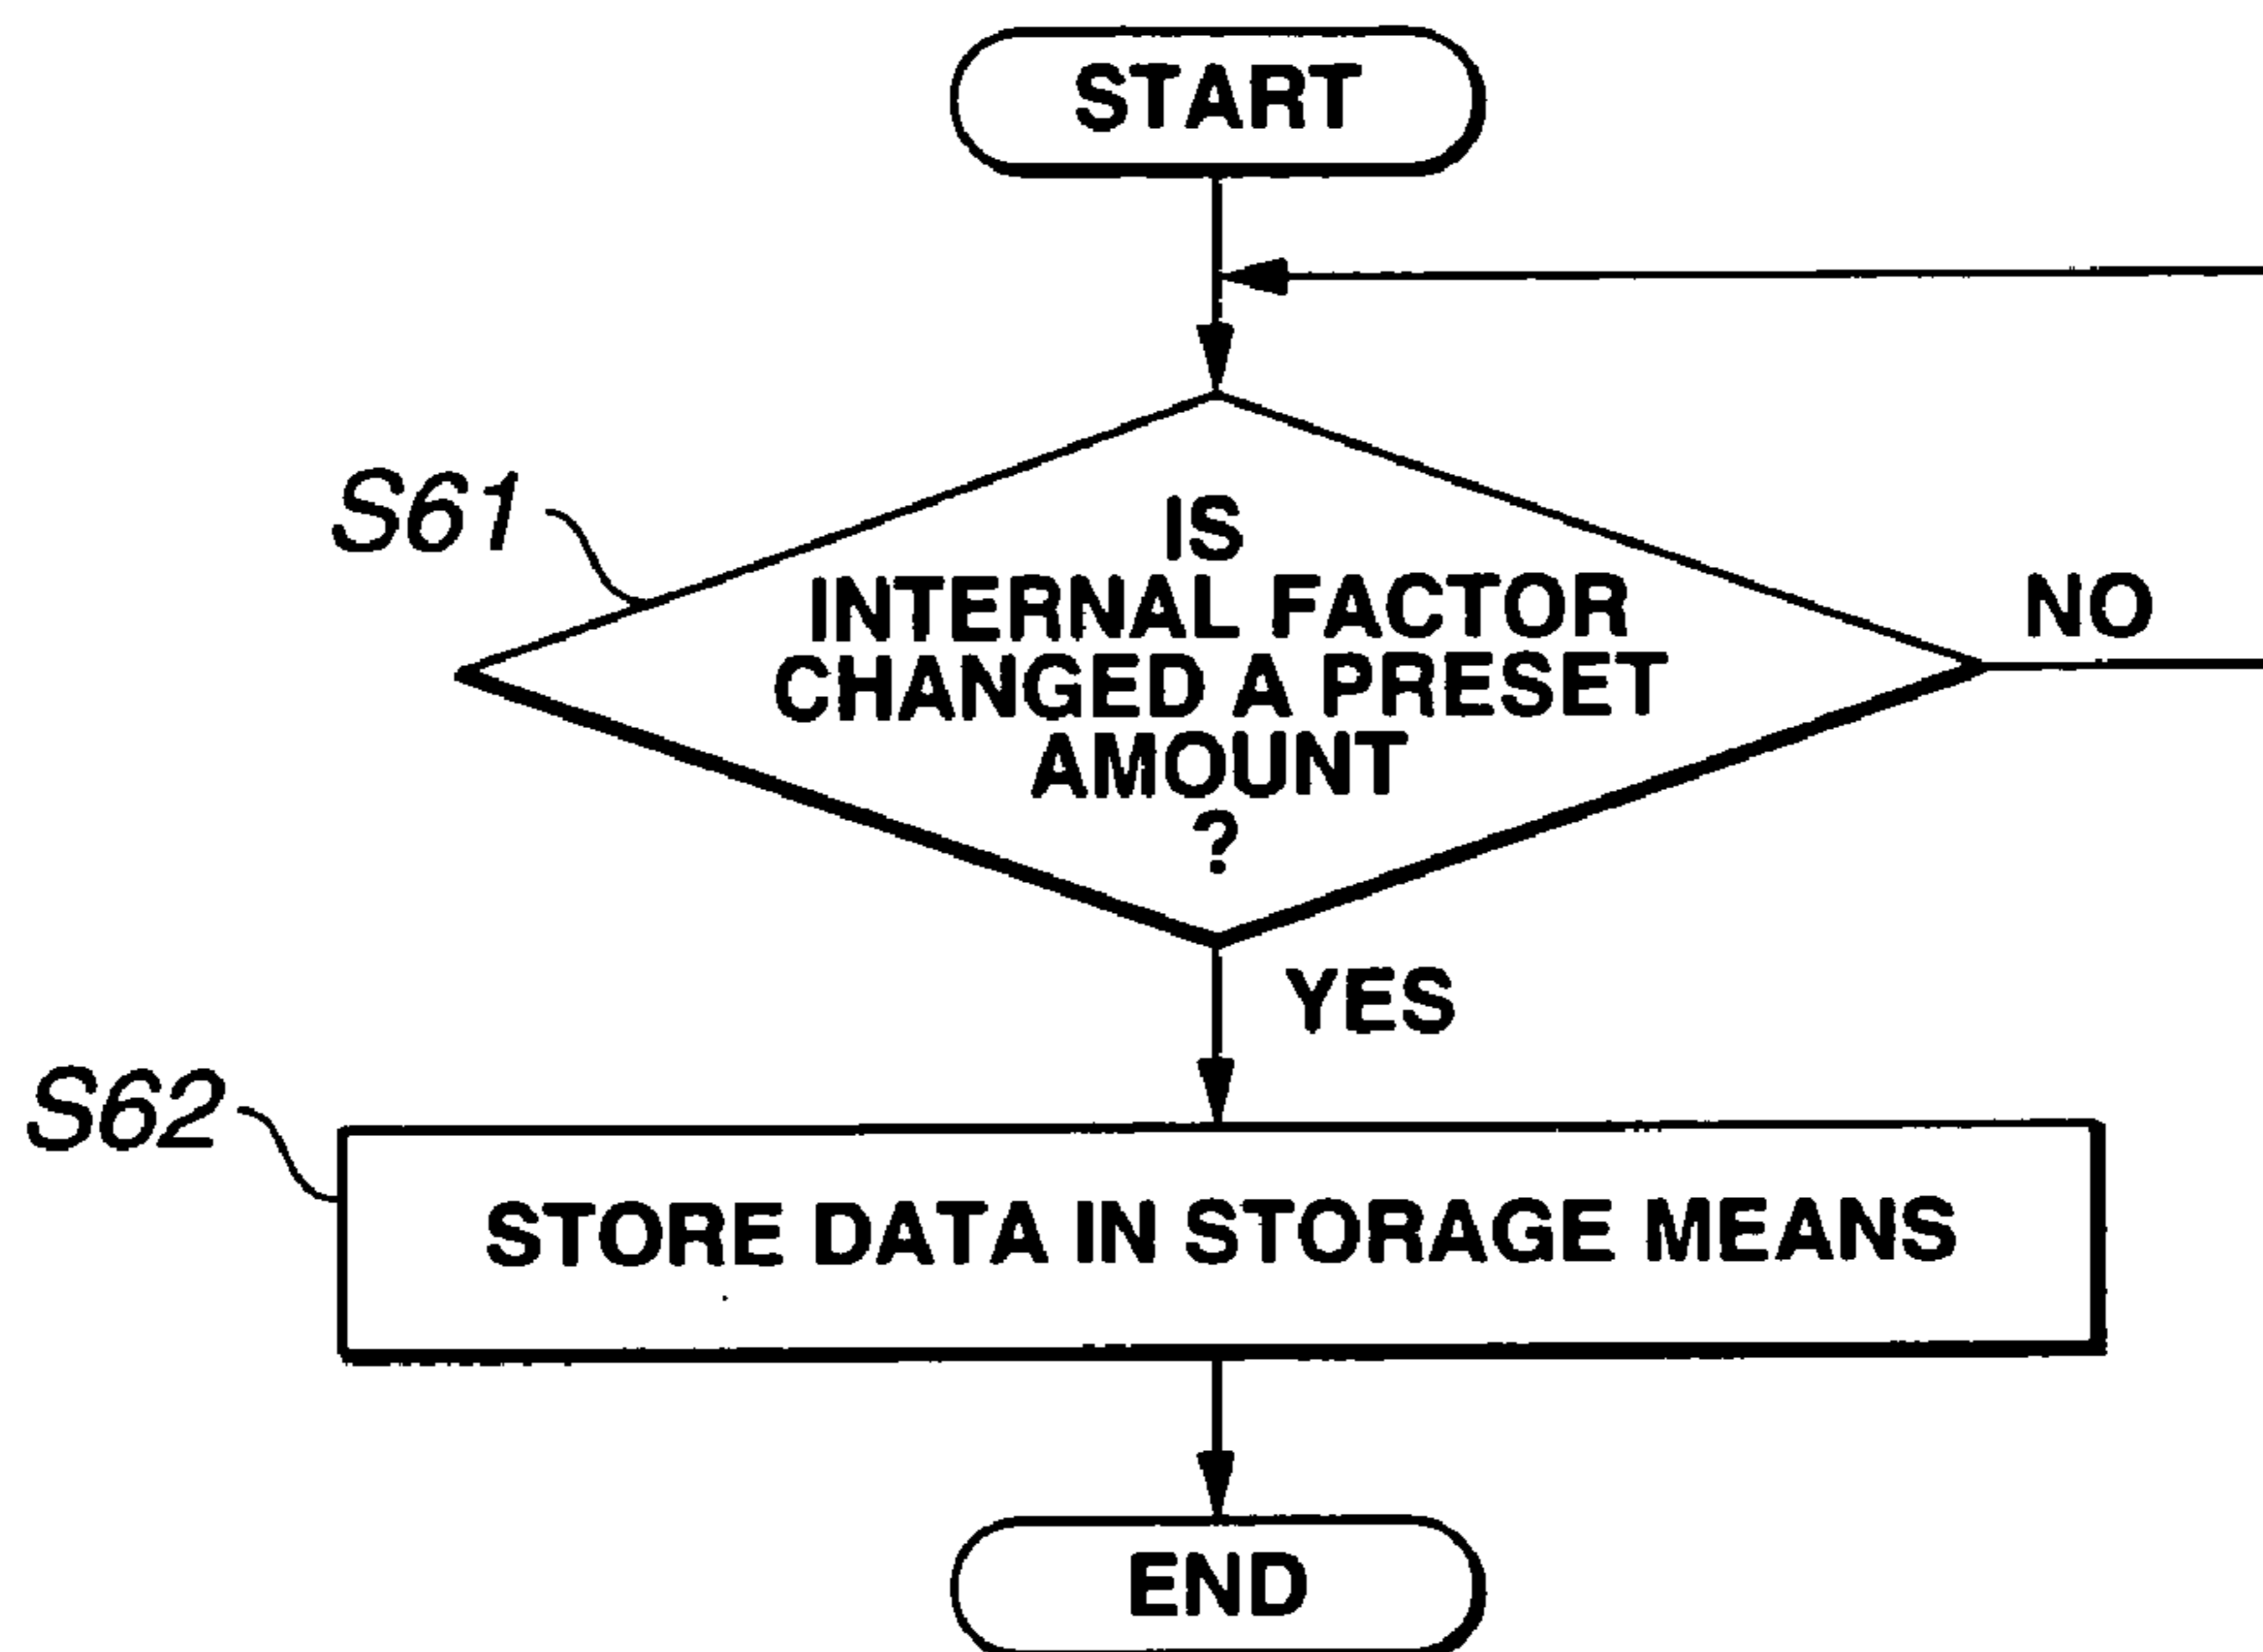 START
S61
IS
INTERNAL FACTOR
CHANGED A PRESET
AMOUNT
?
NO
YES
S62
STORE DATA IN STORAGE MEANS
END